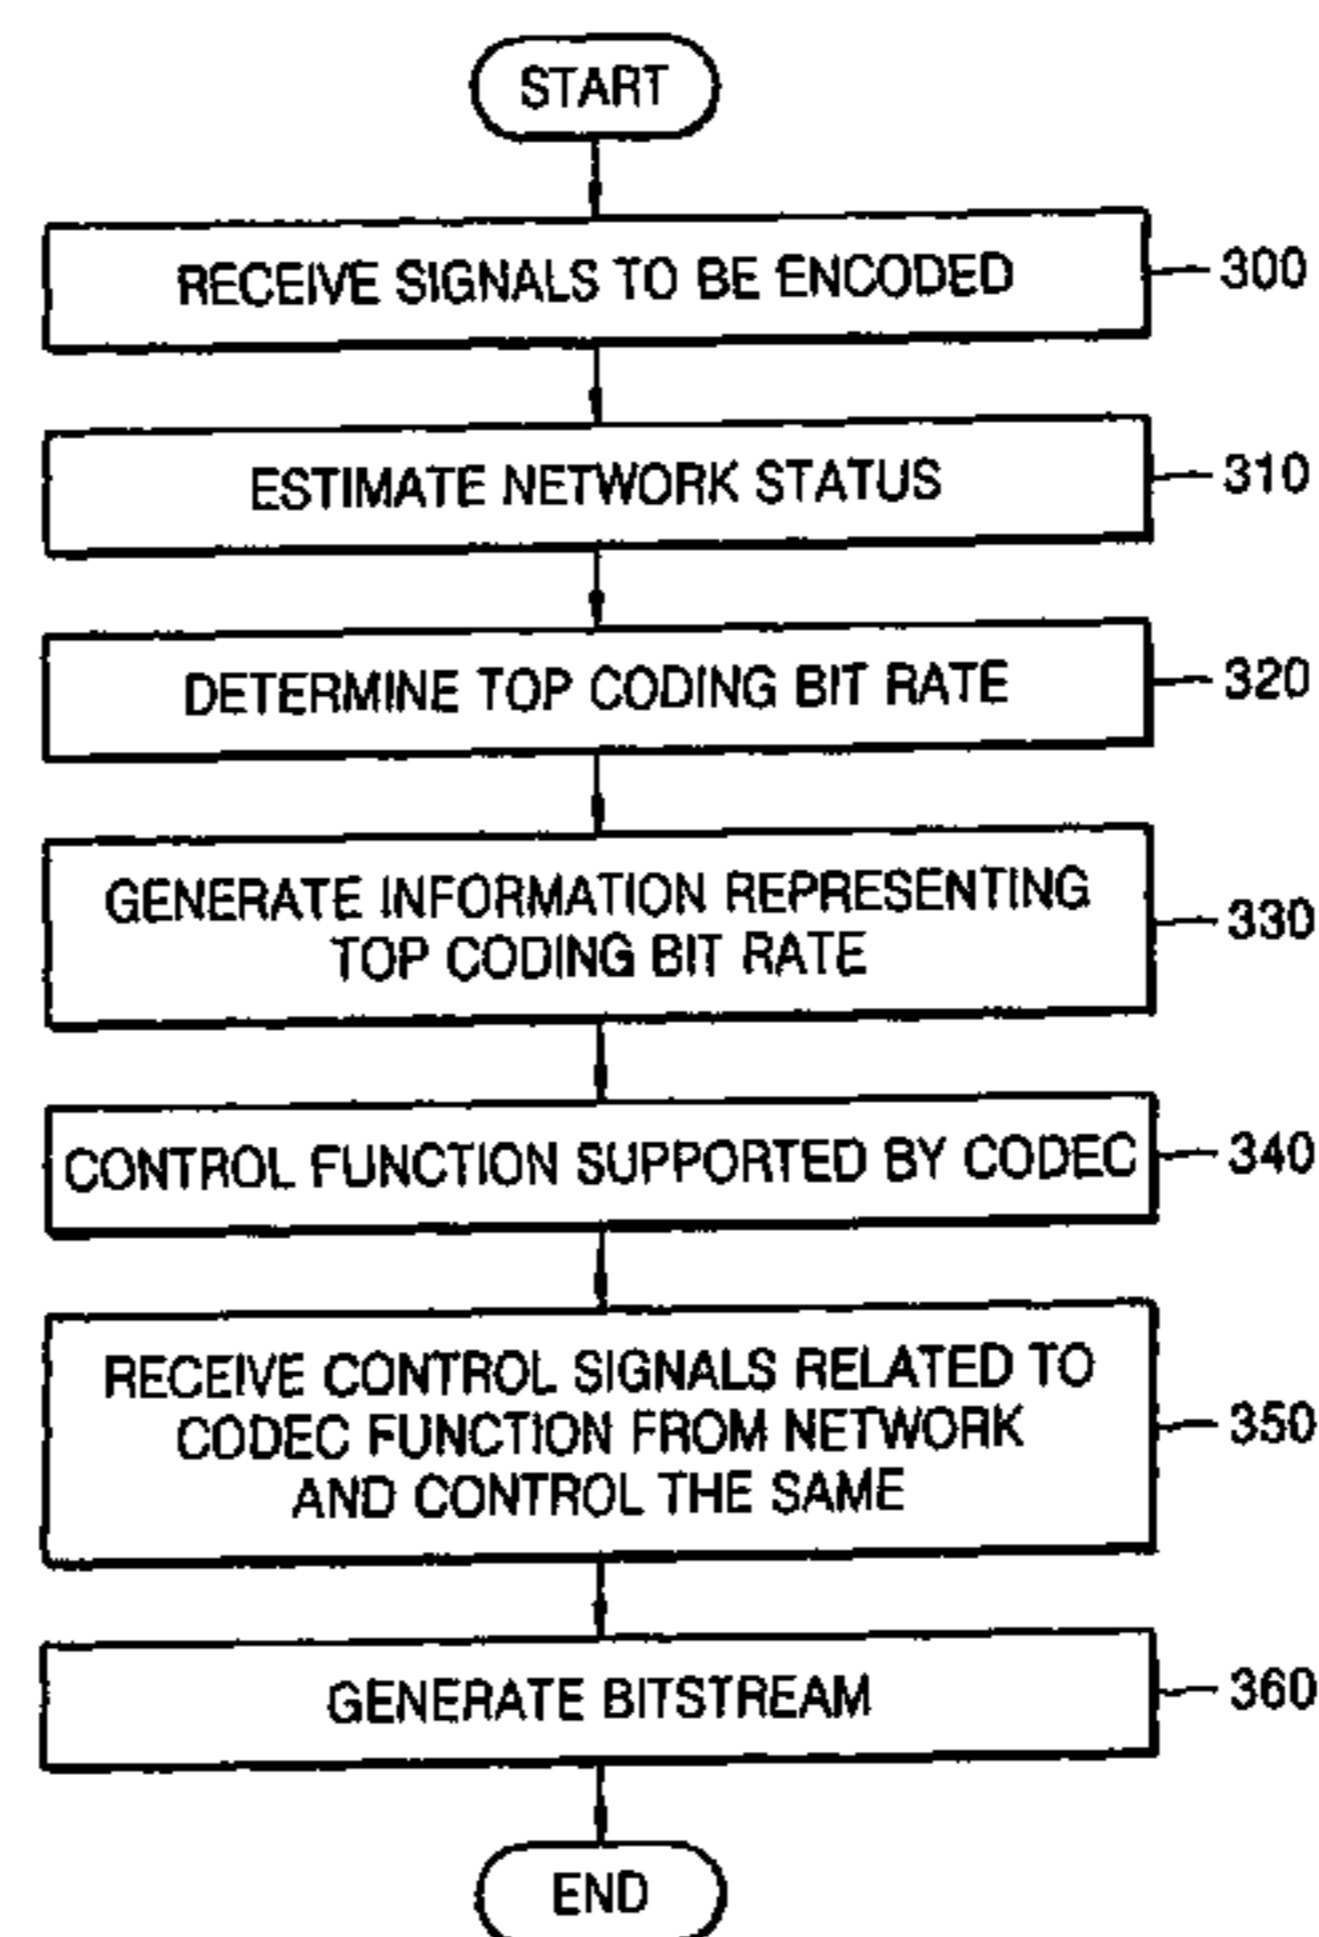 START
RECEIVE SIGNALS TO BE ENCODED
300
ESTIMATE NETWORK STATUS
310
DETERMINE TOP CODING BIT RATE
320
GENERATE INFORMATION REPRESENTING
TOP CODING BIT RATE
330
CONTROL FUNCTION SUPPORTED BY CODEC
340
RECEIVE CONTROL SIGNALS RELATED TO
CODEC FUNCTION FROM NETWORK
AND CONTROL THE SAME
350
GENERATE BITSTREAM
360
END